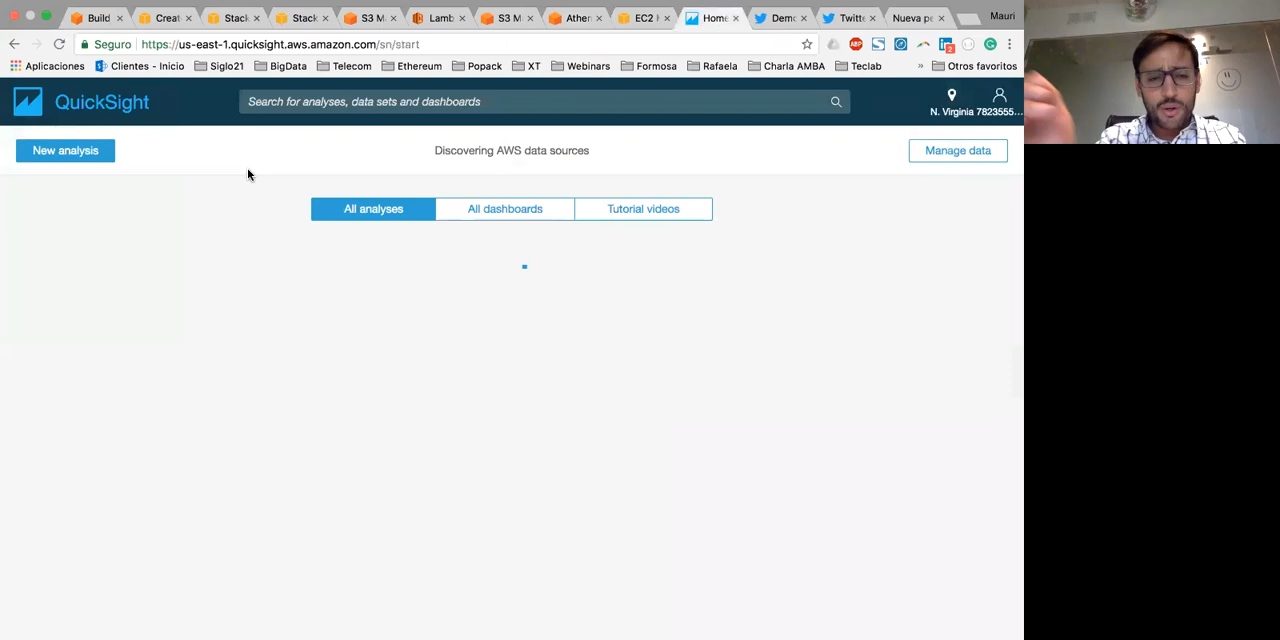 Build
Creat
Stack
Stack
S3 M
Lamb
S3 M
Ather
EC2
Home
Demo
Twitte
Nueva pe
Mauri
Seguro https://us-east-1.quicksight.aws.amazon.com/sn/start
2
Aplicaciones Clientes - Inicio Siglo21 BigData Telecom Ethereum Popack XT Webinars Formosa Rafaela Charla AMBA Teclab » Otros favoritos
QuickSight
Search for analyses, data sets and dashboards
N. Virginia 7823555...
New analysis
Discovering AWS data sources
Manage data
All analyses
All dashboards
Tutorial videos